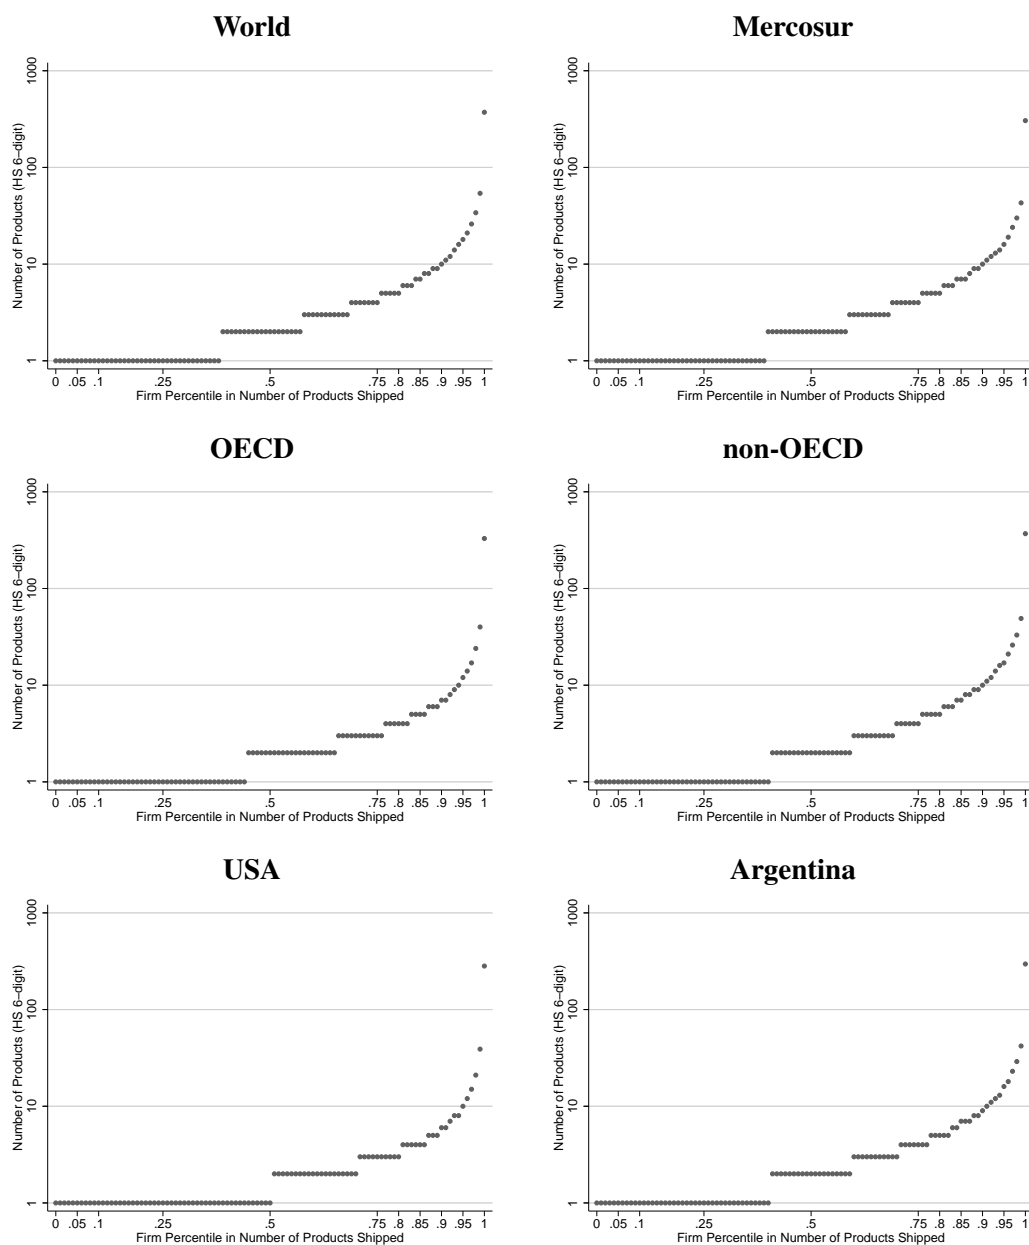 World
Number of Products (HS 6−digit)
1000
100
10
1
0 .05 .1 .25 .5 .75 .8 .85 .9 .95 1
Firm Percentile in Number of Products Shipped
Mercosur
Number of Products (HS 6−digit)
1000
100
10
1
0 .05 .1 .25 .5 .75 .8 .85 .9 .95 1
Firm Percentile in Number of Products Shipped
OECD
Number of Products (HS 6−digit)
1000
100
10
1
0 .05 .1 .25 .5 .75 .8 .85 .9 .95 1
Firm Percentile in Number of Products Shipped
non-OECD
Number of Products (HS 6−digit)
1000
100
10
1
0 .05 .1 .25 .5 .75 .8 .85 .9 .95 1
Firm Percentile in Number of Products Shipped
USA
Number of Products (HS 6−digit)
1000
100
10
1
0 .05 .1 .25 .5 .75 .8 .85 .9 .95 1
Firm Percentile in Number of Products Shipped
Argentina
Number of Products (HS 6−digit)
1000
100
10
1
0 .05 .1 .25 .5 .75 .8 .85 .9 .95 1
Firm Percentile in Number of Products Shipped